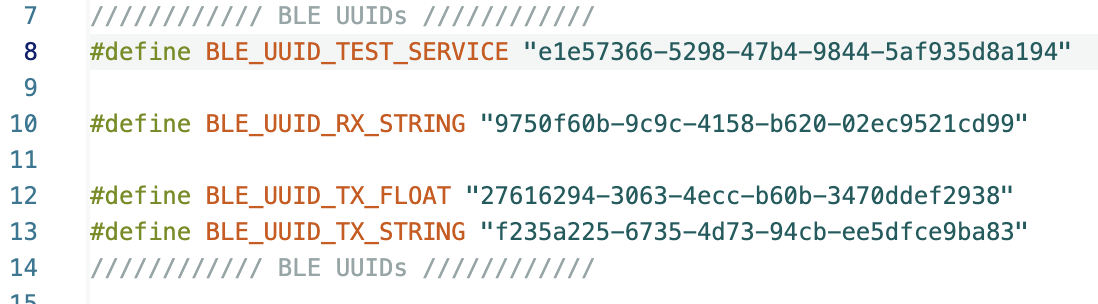 7 //////////// BLE UUIDs ////////////
8 #define BLE_UUID_TEST_SERVICE "e1e57366-5298-47b4-9844-5af935d8a194"
9
10 #define BLE_UUID_RX_STRING "9750f60b-9c9c-4158-b620-02ec9521cd99"
11
12 #define BLE_UUID_TX_FLOAT "27616294-3063-4ecc-b60b-3470ddef2938"
13 #define BLE_UUID_TX_STRING "f235a225-6735-4d73-94cb-ee5dfce9ba83"
14 //////////// BLE UUIDs ////////////
15